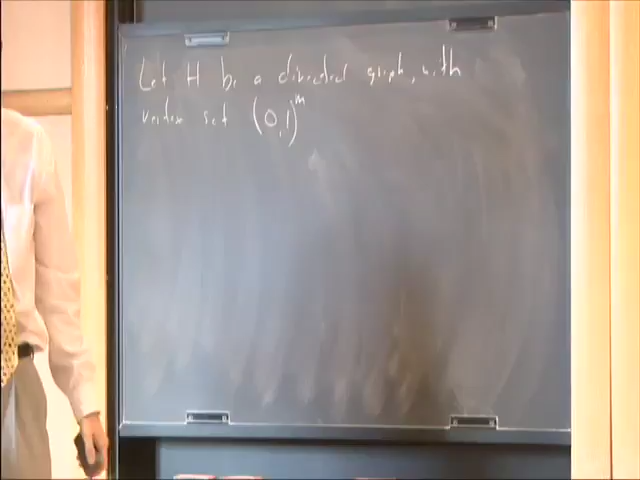 Let H be a directed graph, with
vertex set (0,1)^m